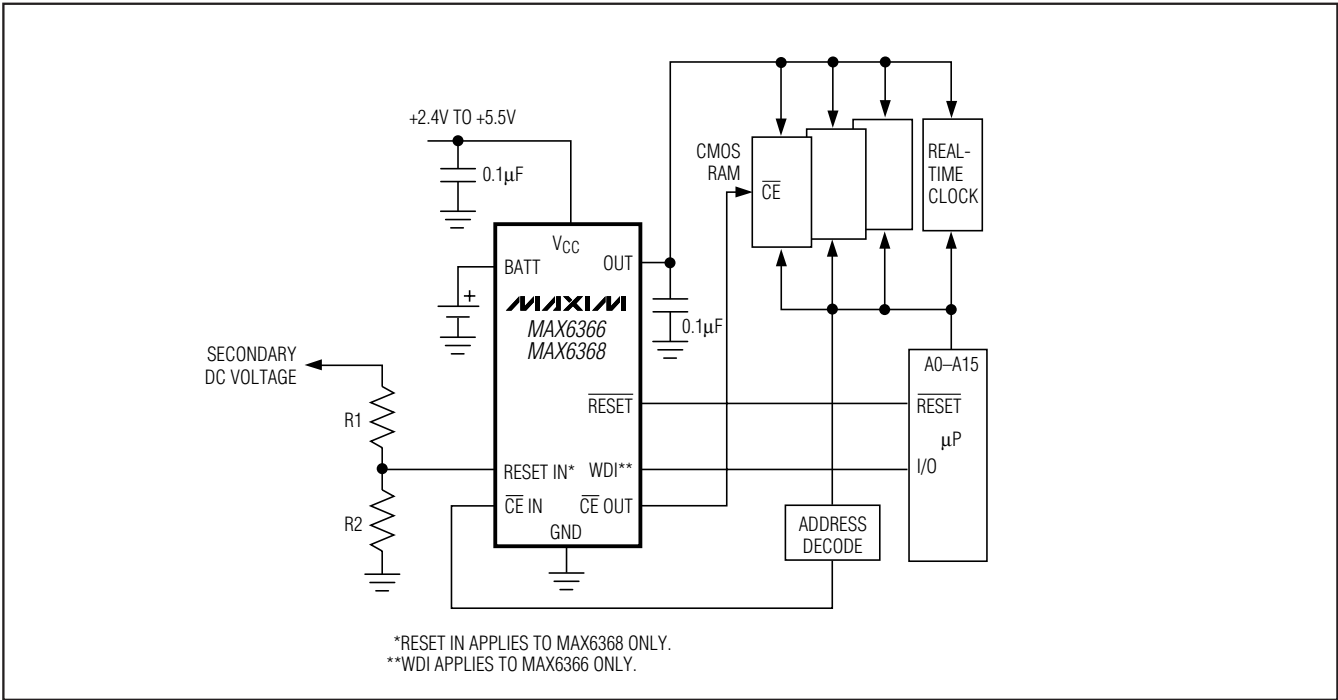 +2.4V TO +5.5V
0.1µF
CMOS
RAM
CE
REAL-
TIME
CLOCK
VCC
BATT
OUT
+
MAXIM
MAX6366
MAX6368
0.1µF
SECONDARY
DC VOLTAGE
R1
R2
RESET
RESET IN*
WDI**
CE IN
CE OUT
GND
A0–A15
RESET
µP
I/O
ADDRESS
DECODE
*RESET IN APPLIES TO MAX6368 ONLY.
**WDI APPLIES TO MAX6366 ONLY.